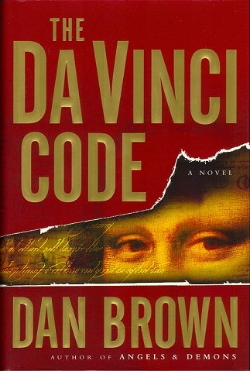 THE
DA VINCI
CODE
A NOVEL
DAN BROWN
AUTHOR OF ANGELS & DEMONS